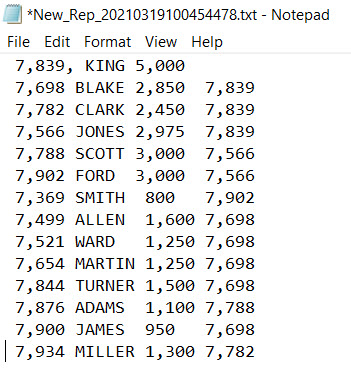 *New_Rep_20210319100454478.txt - Notepad
File Edit Format View Help
7,839, KING 5,000
7,698 BLAKE 2,850 7,839
7,782 CLARK 2,450 7,839
7,566 JONES 2,975 7,839
7,788 SCOTT 3,000 7,566
7,902 FORD 3,000 7,566
7,369 SMITH 800 7,902
7,499 ALLEN 1,600 7,698
7,521 WARD 1,250 7,698
7,654 MARTIN 1,250 7,698
7,844 TURNER 1,500 7,698
7,876 ADAMS 1,100 7,788
7,900 JAMES 950 7,698
7,934 MILLER 1,300 7,782